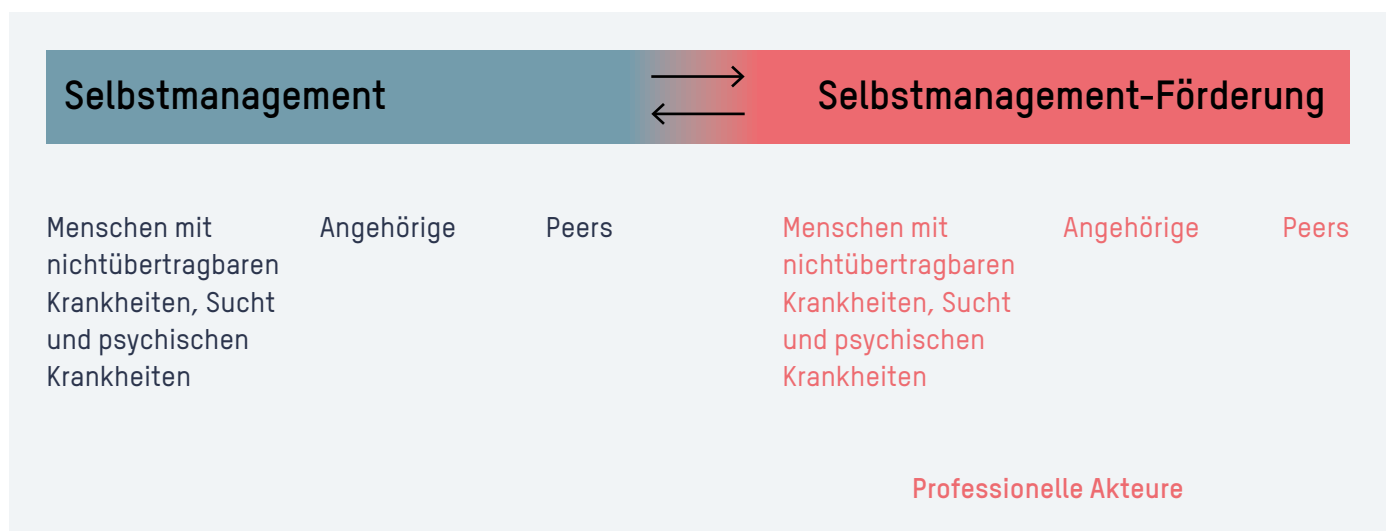 Selbstmanagement
Selbstmanagement-Förderung
Menschen mit
nichtübertragbaren
Krankheiten, Sucht
und psychischen
Krankheiten
Angehörige
Peers
Menschen mit
nichtübertragbaren
Krankheiten, Sucht
und psychischen
Krankheiten
Angehörige
Peers
Professionelle Akteure